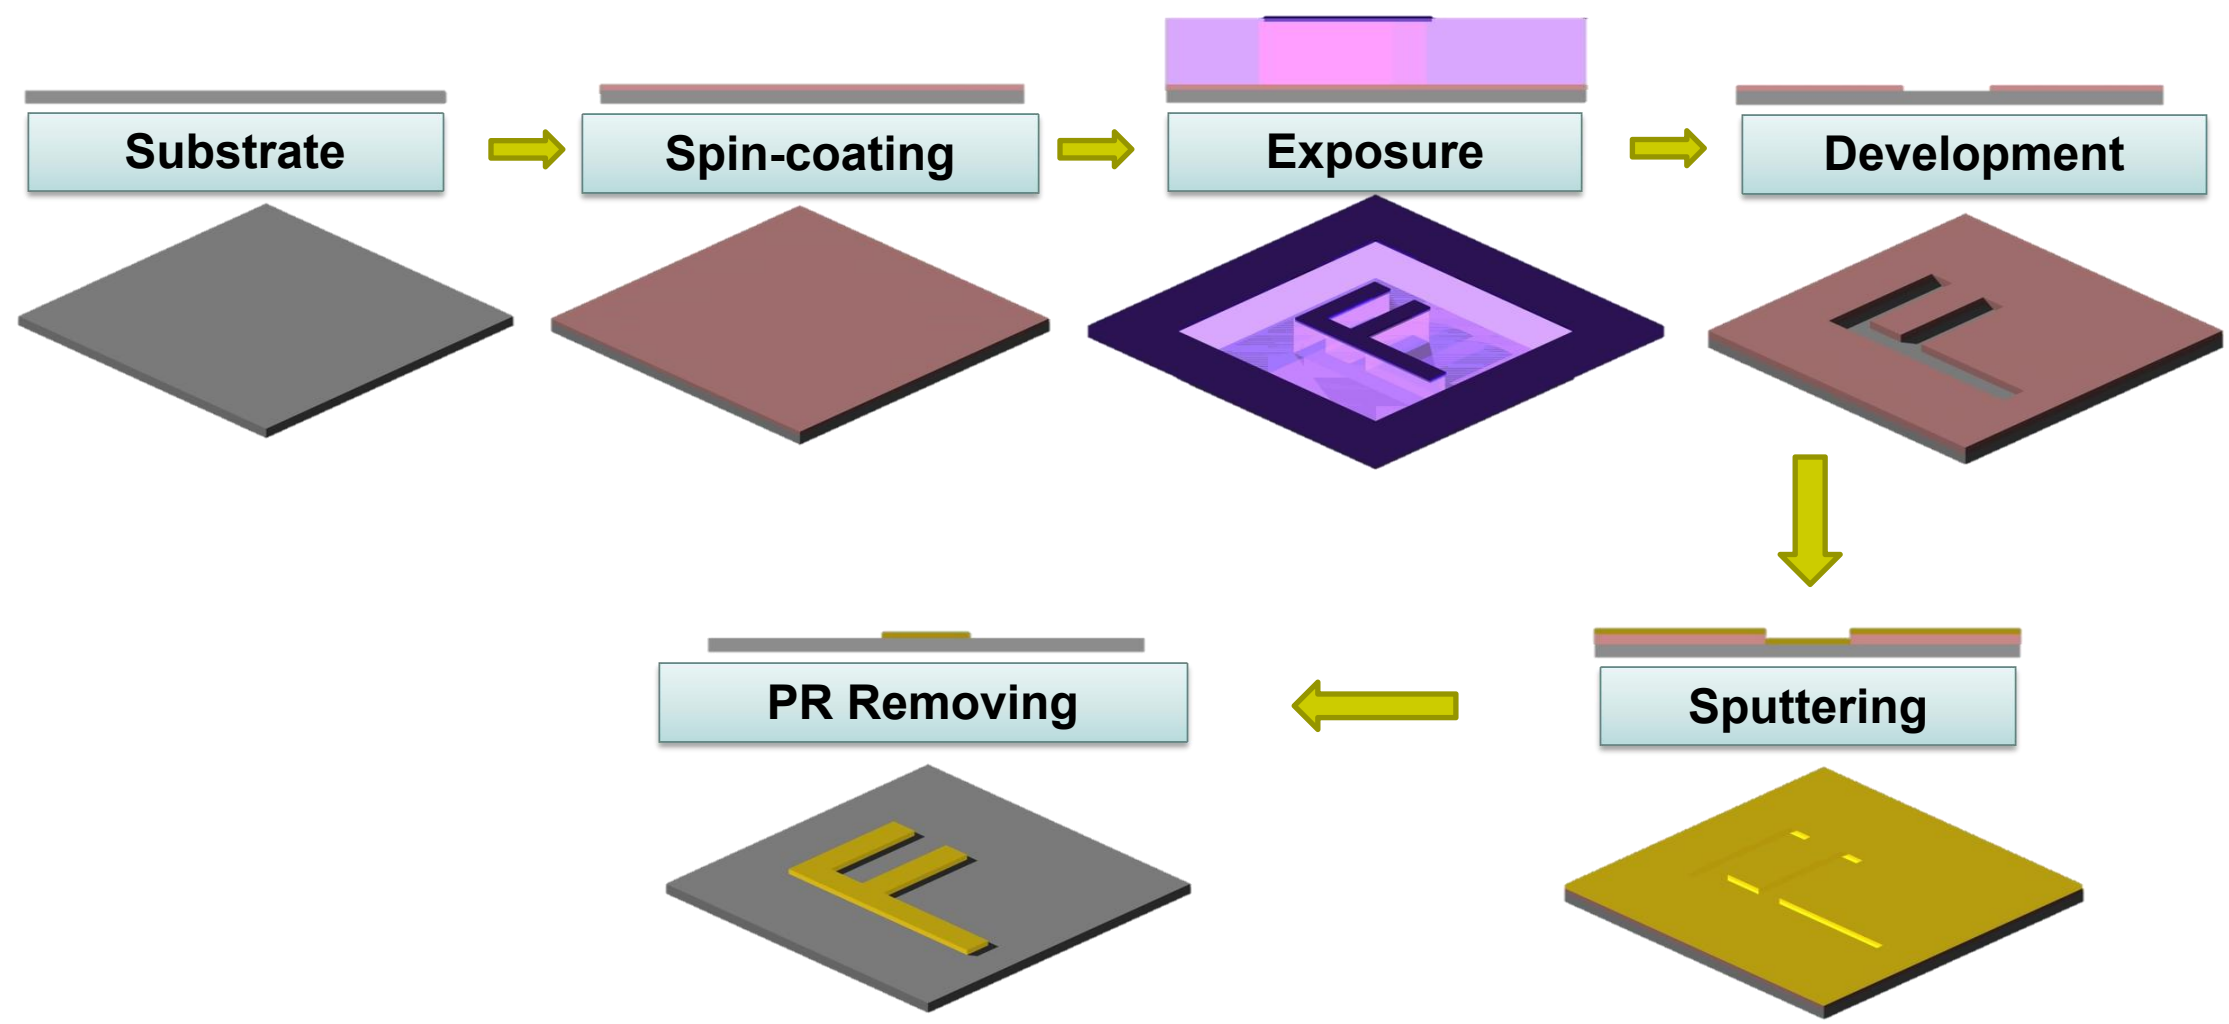 Substrate
Spin-coating
Exposure
Development
PR Removing
Sputtering